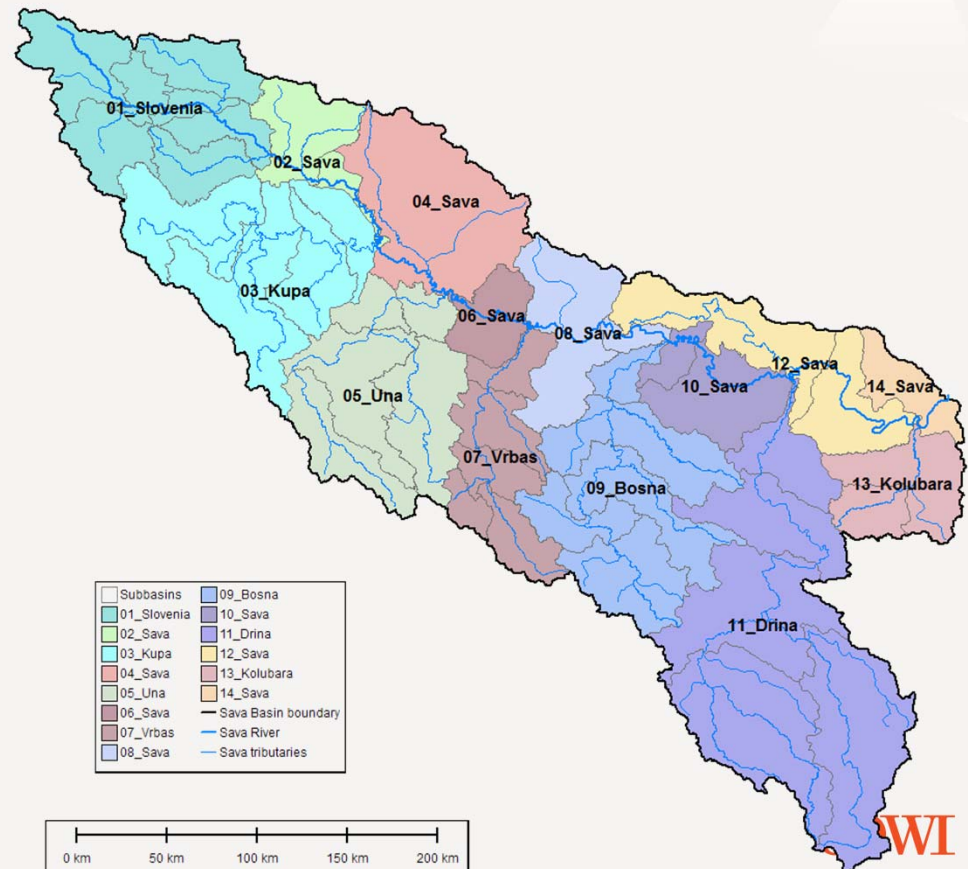 01_Slovenia
02_Sava
04_Sava
03_Kupa
06_Sava
08_Sava
12_Sava
14_Sava
10_Sava
05_Una
07_Vrbas
09_Bosna
13_Kolubara
11_Drina
Subbasins
01_Slovenia
02_Sava
03_Kupa
04_Sava
05_Una
06_Sava
07_Vrbas
08_Sava
09_Bosna
10_Sava
11_Drina
12_Sava
13_Kolubara
14_Sava
Sava Basin boundary
Sava River
Sava tributaries
0 km 50 km 100 km 150 km 200 km
WI